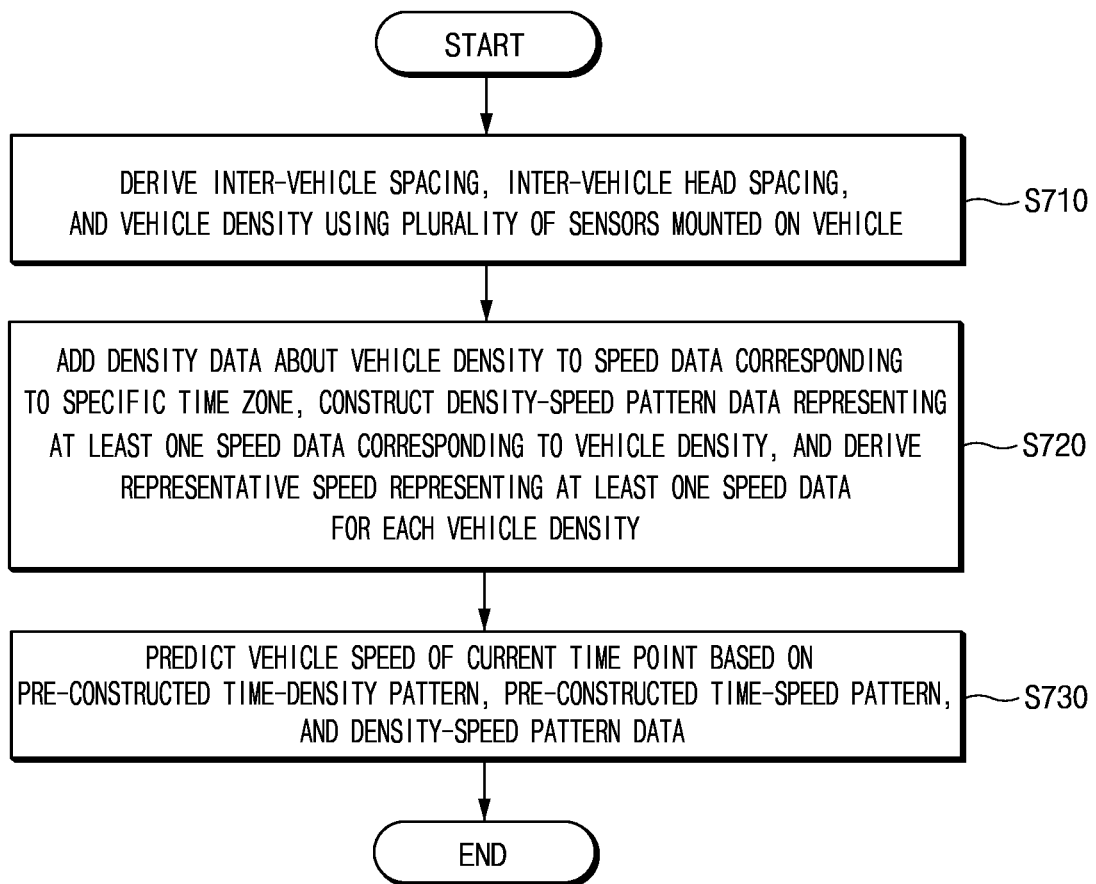 START
DERIVE INTER-VEHICLE SPACING, INTER-VEHICLE HEAD SPACING,
AND VEHICLE DENSITY USING PLURALITY OF SENSORS MOUNTED ON VEHICLE
S710
ADD DENSITY DATA ABOUT VEHICLE DENSITY TO SPEED DATA CORRESPONDING
TO SPECIFIC TIME ZONE, CONSTRUCT DENSITY-SPEED PATTERN DATA REPRESENTING
AT LEAST ONE SPEED DATA CORRESPONDING TO VEHICLE DENSITY, AND DERIVE
REPRESENTATIVE SPEED REPRESENTING AT LEAST ONE SPEED DATA
FOR EACH VEHICLE DENSITY
S720
PREDICT VEHICLE SPEED OF CURRENT TIME POINT BASED ON
PRE-CONSTRUCTED TIME-DENSITY PATTERN, PRE-CONSTRUCTED TIME-SPEED PATTERN,
AND DENSITY-SPEED PATTERN DATA
S730
END